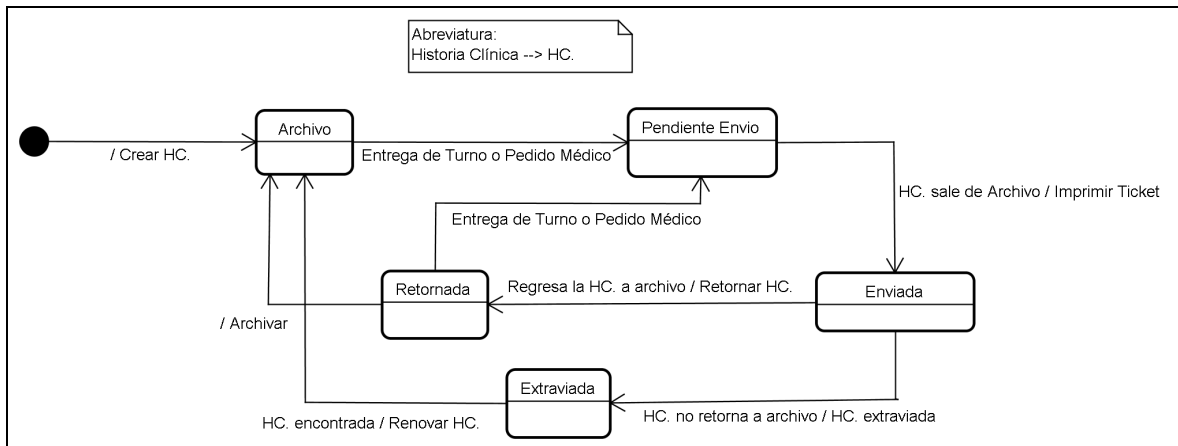 Abreviatura:
Historia Clínica --> HC.
Archivo
Pendiente Envio
/ Crear HC.
Entrega de Turno o Pedido Médico
HC. sale de Archivo / Imprimir Ticket
Entrega de Turno o Pedido Médico
Retornada
Regresa la HC. a archivo / Retornar HC.
Enviada
/ Archivar
Extraviada
HC. encontrada / Renovar HC.
HC. no retorna a archivo / HC. extraviada